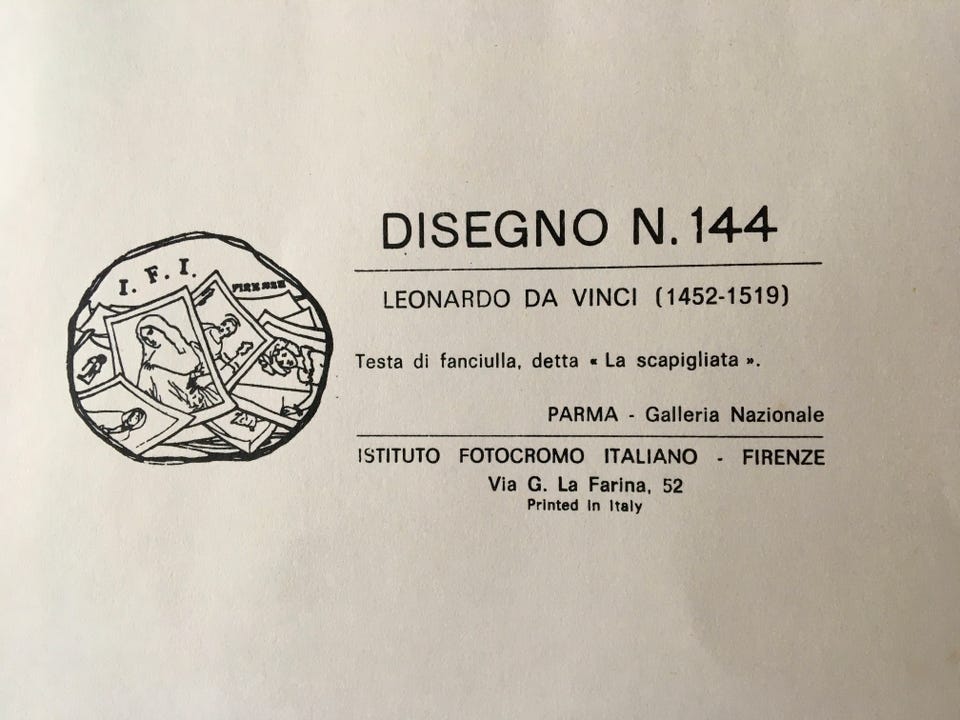 I. F. I.
FIRENZE
DISEGNO N. 144
LEONARDO DA VINCI (1452-1519)
Testa di fanciulla, detta « La scapigliata ».
PARMA - Galleria Nazionale
ISTITUTO FOTOCROMO ITALIANO - FIRENZE
Via G. La Farina, 52
Printed in Italy